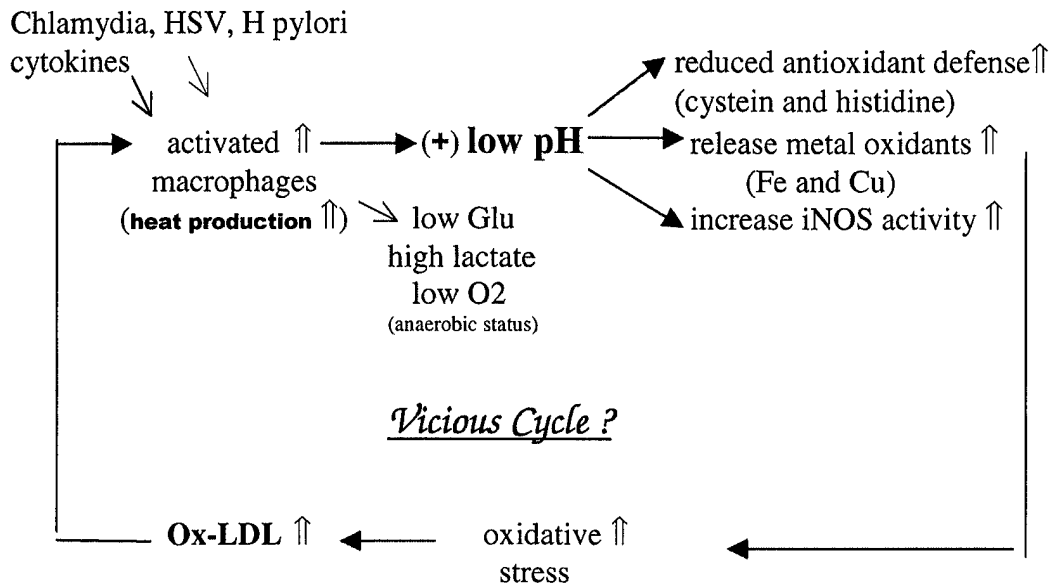 Chlamydia, HSV, H pylori
cytokines
activated ⇑
macrophages
(heat production ⇑)
(+) low pH
low Glu
high lactate
low O2
(anaerobic status)
reduced antioxidant defense⇑
(cystein and histidine)
release metal oxidants ⇑
(Fe and Cu)
increase iNOS activity ⇑
Vicious Cycle ?
Ox-LDL ⇑
oxidative ⇑
stress